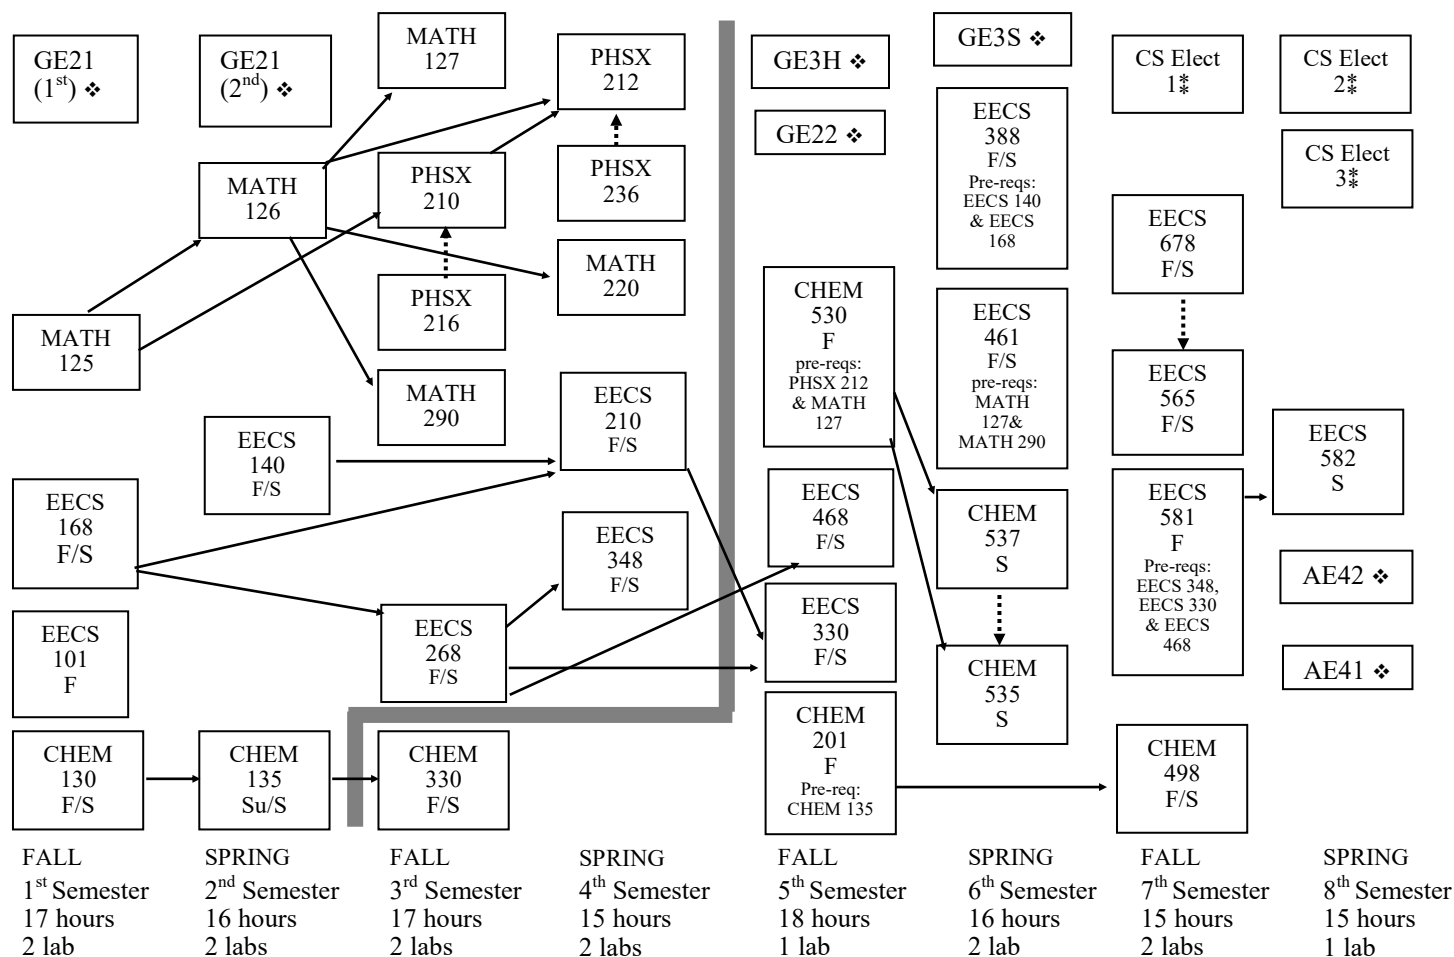 GE21
(1st) ❖
GE21
(2nd) ❖
MATH
127
PHSX
212
MATH
126
PHSX
210
PHSX
236
MATH
125
PHSX
216
MATH
220
MATH
290
EECS
140
F/S
EECS
210
F/S
EECS
168
F/S
EECS
348
F/S
EECS
101
F
EECS
268
F/S
CHEM
130
F/S
CHEM
135
Su/S
CHEM
330
F/S
GE3H ❖
GE22 ❖
CHEM
530
F
pre-reqs:
PHSX 212
& MATH
127
EECS
468
F/S
EECS
330
F/S
CHEM
201
F
Pre-req:
CHEM 135
GE3S ❖
EECS
388
F/S
Pre-reqs:
EECS 140
& EECS
168
EECS
461
F/S
pre-reqs:
MATH
127&
MATH 290
CHEM
537
S
CHEM
535
S
CS Elect
1⁑
EECS
678
F/S
EECS
565
F/S
EECS
581
F
Pre-reqs:
EECS 348,
EECS 330
& EECS
468
CHEM
498
F/S
CS Elect
2⁑
CS Elect
3⁑
EECS
582
S
AE42 ❖
AE41 ❖
FALL
1st Semester
17 hours
2 lab
SPRING
2nd Semester
16 hours
2 labs
FALL
3rd Semester
17 hours
2 labs
SPRING
4th Semester
15 hours
2 labs
FALL
5th Semester
18 hours
1 lab
SPRING
6th Semester
16 hours
2 lab
FALL
7th Semester
15 hours
2 labs
SPRING
8th Semester
15 hours
1 lab